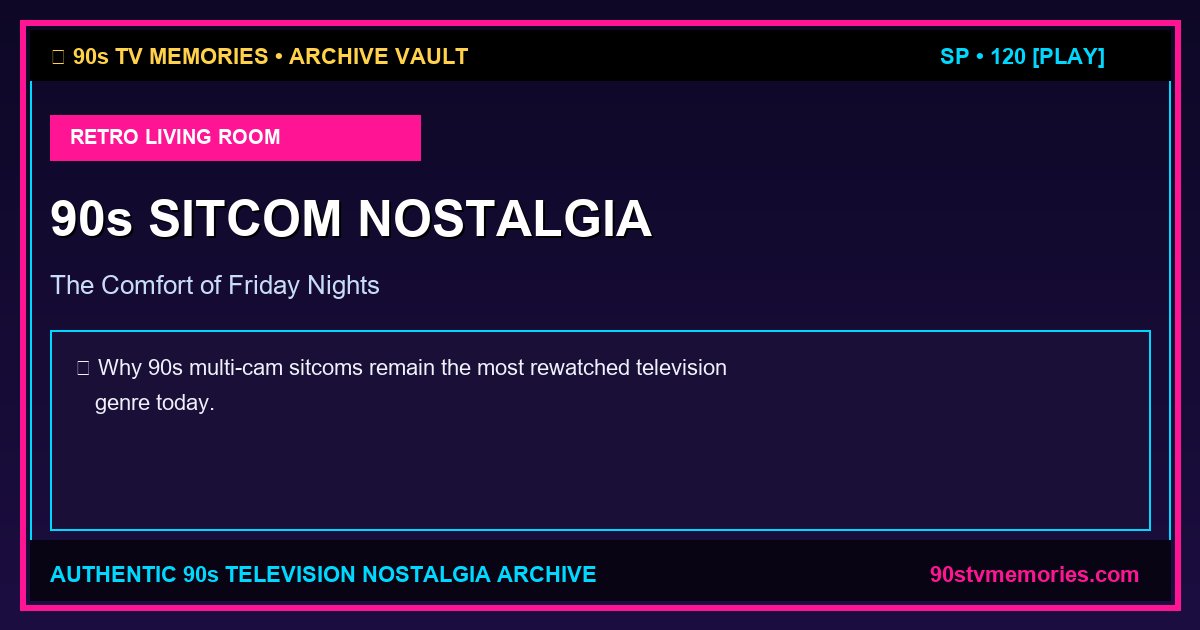 90s TV MEMORIES • ARCHIVE VAULT
SP • 120 [PLAY]
RETRO LIVING ROOM
90s SITCOM NOSTALGIA
The Comfort of Friday Nights
Why 90s multi-cam sitcoms remain the most rewatched television
genre today.
AUTHENTIC 90s TELEVISION NOSTALGIA ARCHIVE
90stvmemories.com